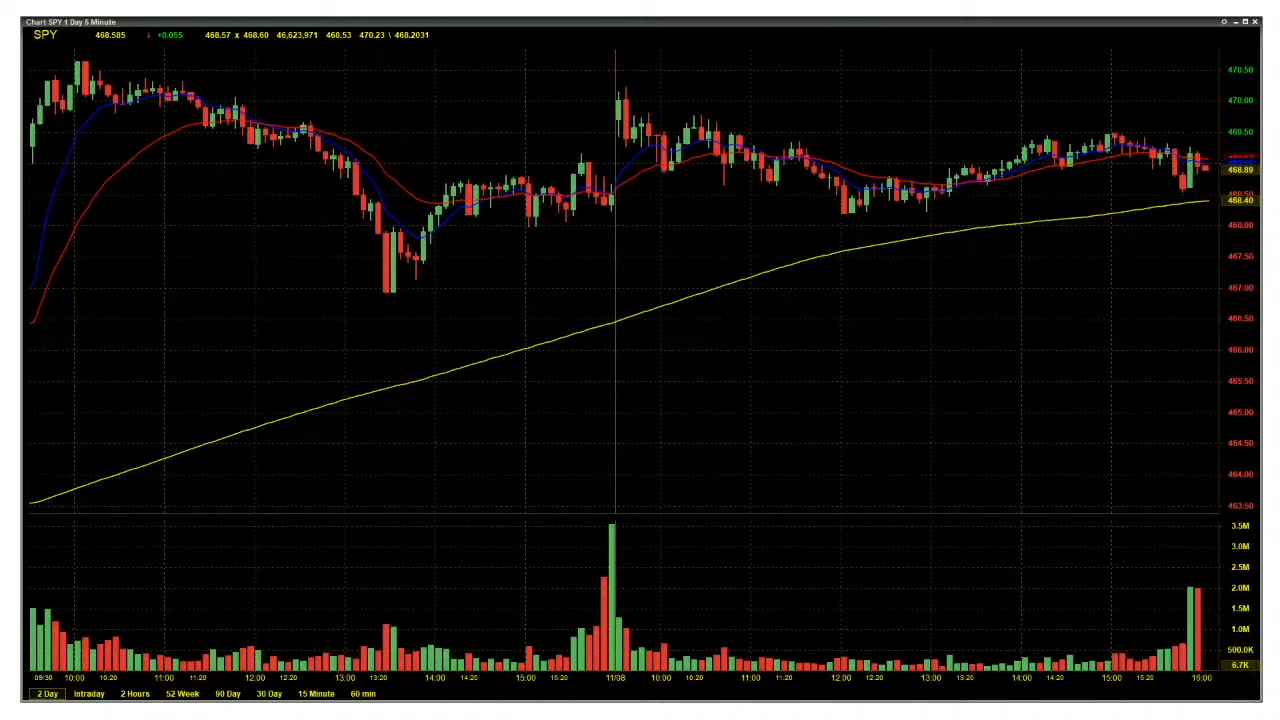 Chart SPY 1 Day 5 Minute
SPY 468.585 ↓ +0.055 468.57 x 468.60 46,623,971 468.53 470.23 \ 468.2031
470.50
470.00
469.50
468.89
468.50
468.40
468.00
467.50
467.00
466.50
466.00
465.50
465.00
464.50
464.00
463.50
3.5M
3.0M
2.5M
2.0M
1.5M
1.0M
500.0K
6.7K
09:30 10:00 10:20 11:00 11:20 12:00 12:20 13:00 13:20 14:00 14:20 15:00 15:20 11/08 10:00 10:20 11:00 11:20 12:00 12:20 13:00 13:20 14:00 14:20 15:00 15:20 16:00
2 Day Intraday 2 Hours 52 Week 90 Day 30 Day 15 Minute 60 min